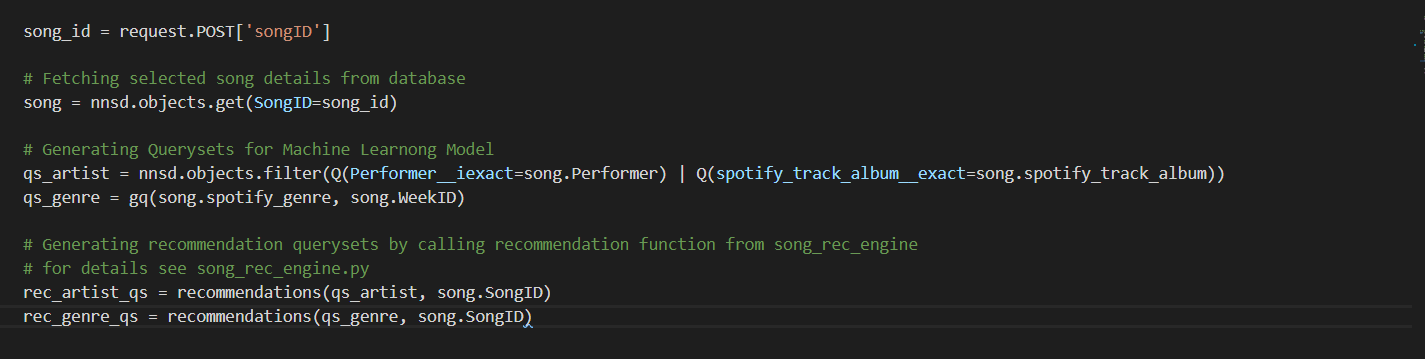 song_id = request.POST['songID']
# Fetching selected song details from database
song = nnsd.objects.get(SongID=song_id)
# Generating Querysets for Machine Learnong Model
qs_artist = nnsd.objects.filter(Q(Performer__iexact=song.Performer) | Q(spotify_track_album__exact=song.spotify_track_album))
qs_genre = gq(song.spotify_genre, song.WeekID)
# Generating recommendation querysets by calling recommendation function from song_rec_engine
# for details see song_rec_engine.py
rec_artist_qs = recommendations(qs_artist, song.SongID)
rec_genre_qs = recommendations(qs_genre, song.SongID)